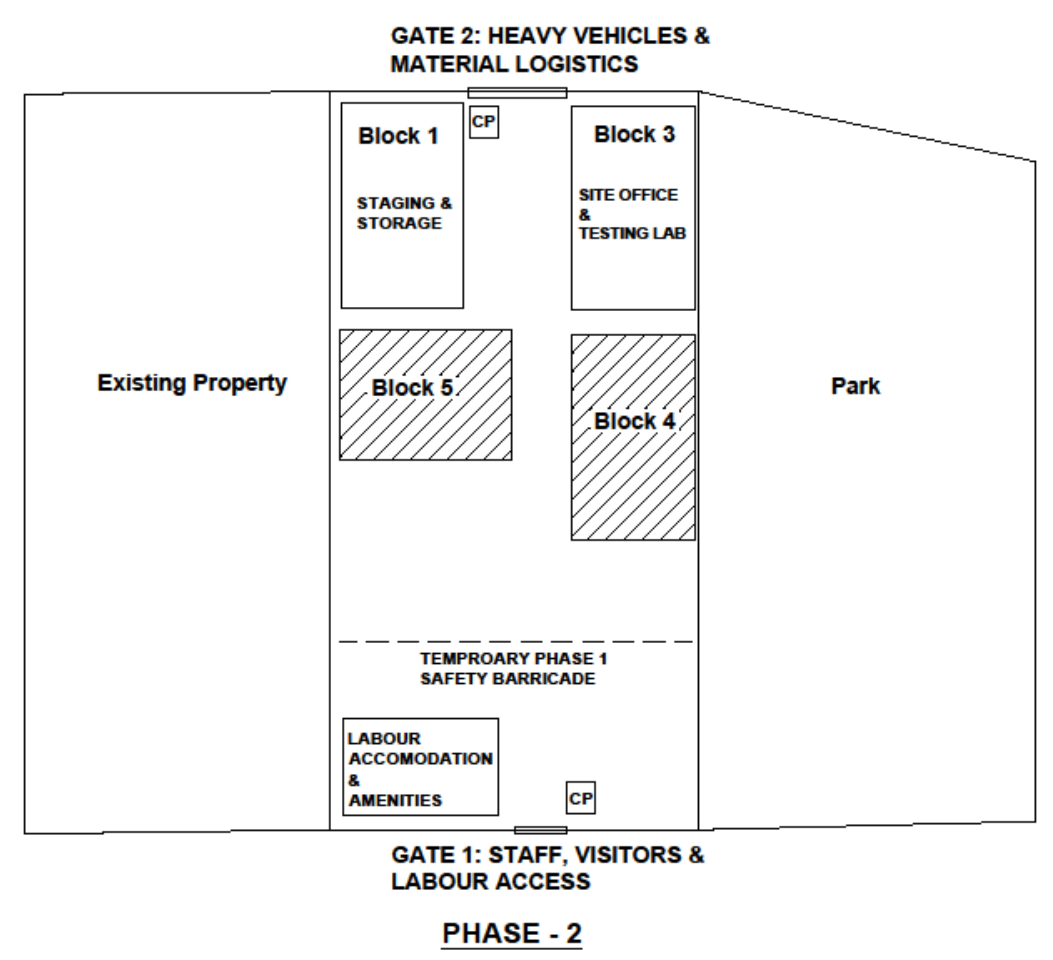 GATE 2: HEAVY VEHICLES &
MATERIAL LOGISTICS
CP
Block 1
STAGING &
STORAGE
Block 3
SITE OFFICE
&
TESTING LAB
Existing Property
Block 5
Block 4
Park
TEMPROARY PHASE 1
SAFETY BARRICADE
LABOUR
ACCOMODATION
&
AMENITIES
CP
GATE 1: STAFF, VISITORS &
LABOUR ACCESS
PHASE - 2